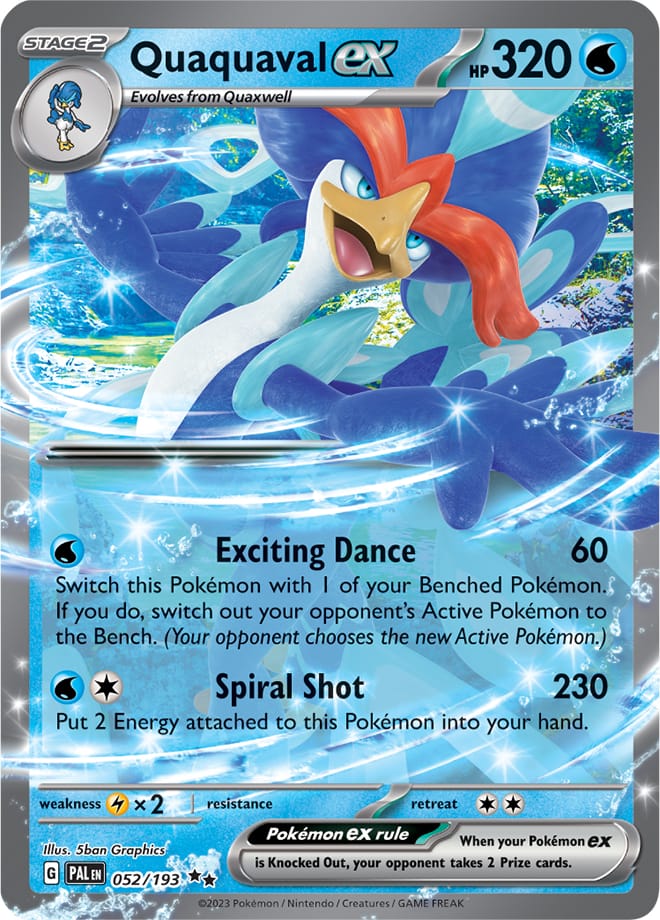 STAGE2
Quaquaval ex HP 320
Evolves from Quaxwell
Exciting Dance 60
Switch this Pokémon with 1 of your Benched Pokémon.
If you do, switch out your opponent's Active Pokémon to
the Bench. (Your opponent chooses the new Active Pokémon.)
Spiral Shot 230
Put 2 Energy attached to this Pokémon into your hand.
weakness ×2 resistance retreat
Illus. 5ban Graphics
Pokémon ex rule
When your Pokémon ex
is Knocked Out, your opponent takes 2 Prize cards.
G PAL EN 052/193
©2023 Pokémon / Nintendo / Creatures / GAME FREAK